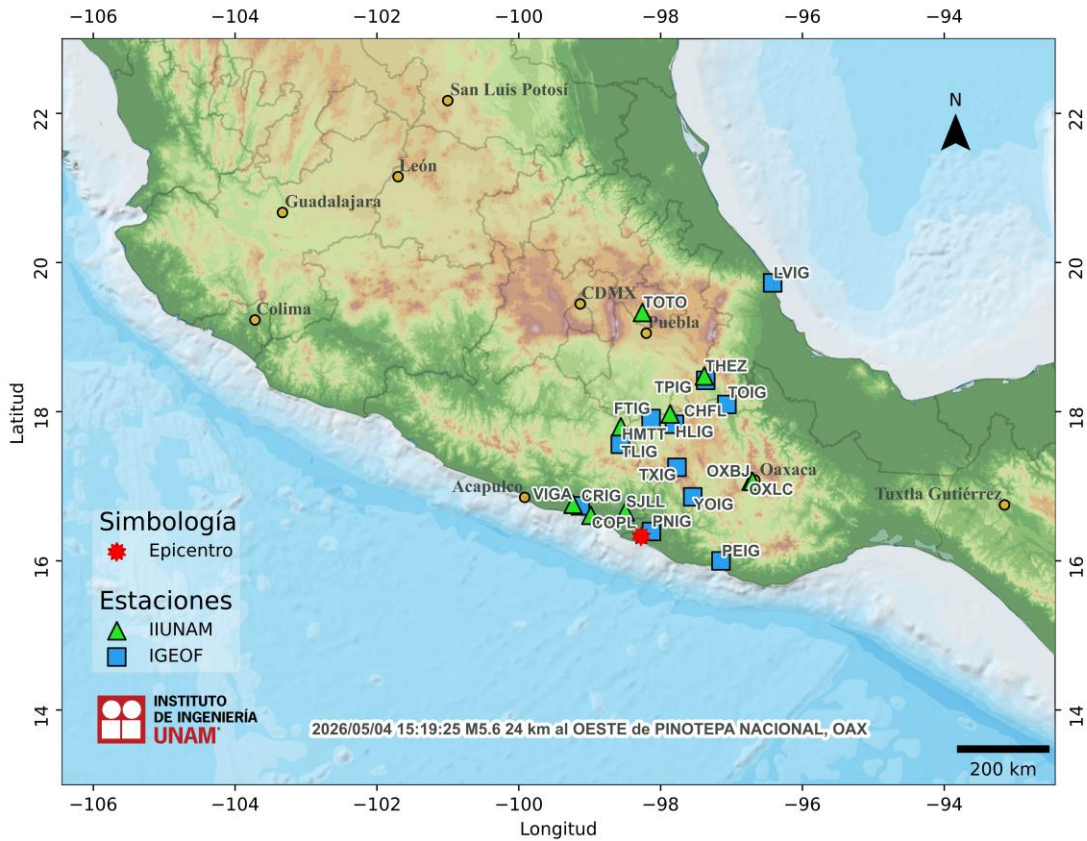 −106 −104 −102 −100 −98 −96 −94
N
San Luis Potosí
22 22
León
Guadalajara
20 20
LVIG
CDMX
TOTO
Colima
Puebla
THEZ
TPIG
TOIG
18 18
FTIG
CHFL
HMTT
HLIG
TLIG
TXIG
OXBJ
Oaxaca
OXLC
Acapulco
VIGA
CRIG
SJLL
YOIG
Tuxtla Gutiérrez
COPL
PNIG
PEIG
16 16
Latitud
Simbología
Epicentro
Estaciones
IIUNAM
IGEOF
14 14
INSTITUTO
DE INGENIERÍA
UNAM
2026/05/04 15:19:25 M5.6 24 km al OESTE de PINOTEPA NACIONAL, OAX
200 km
−106 −104 −102 −100 −98 −96 −94
Longitud